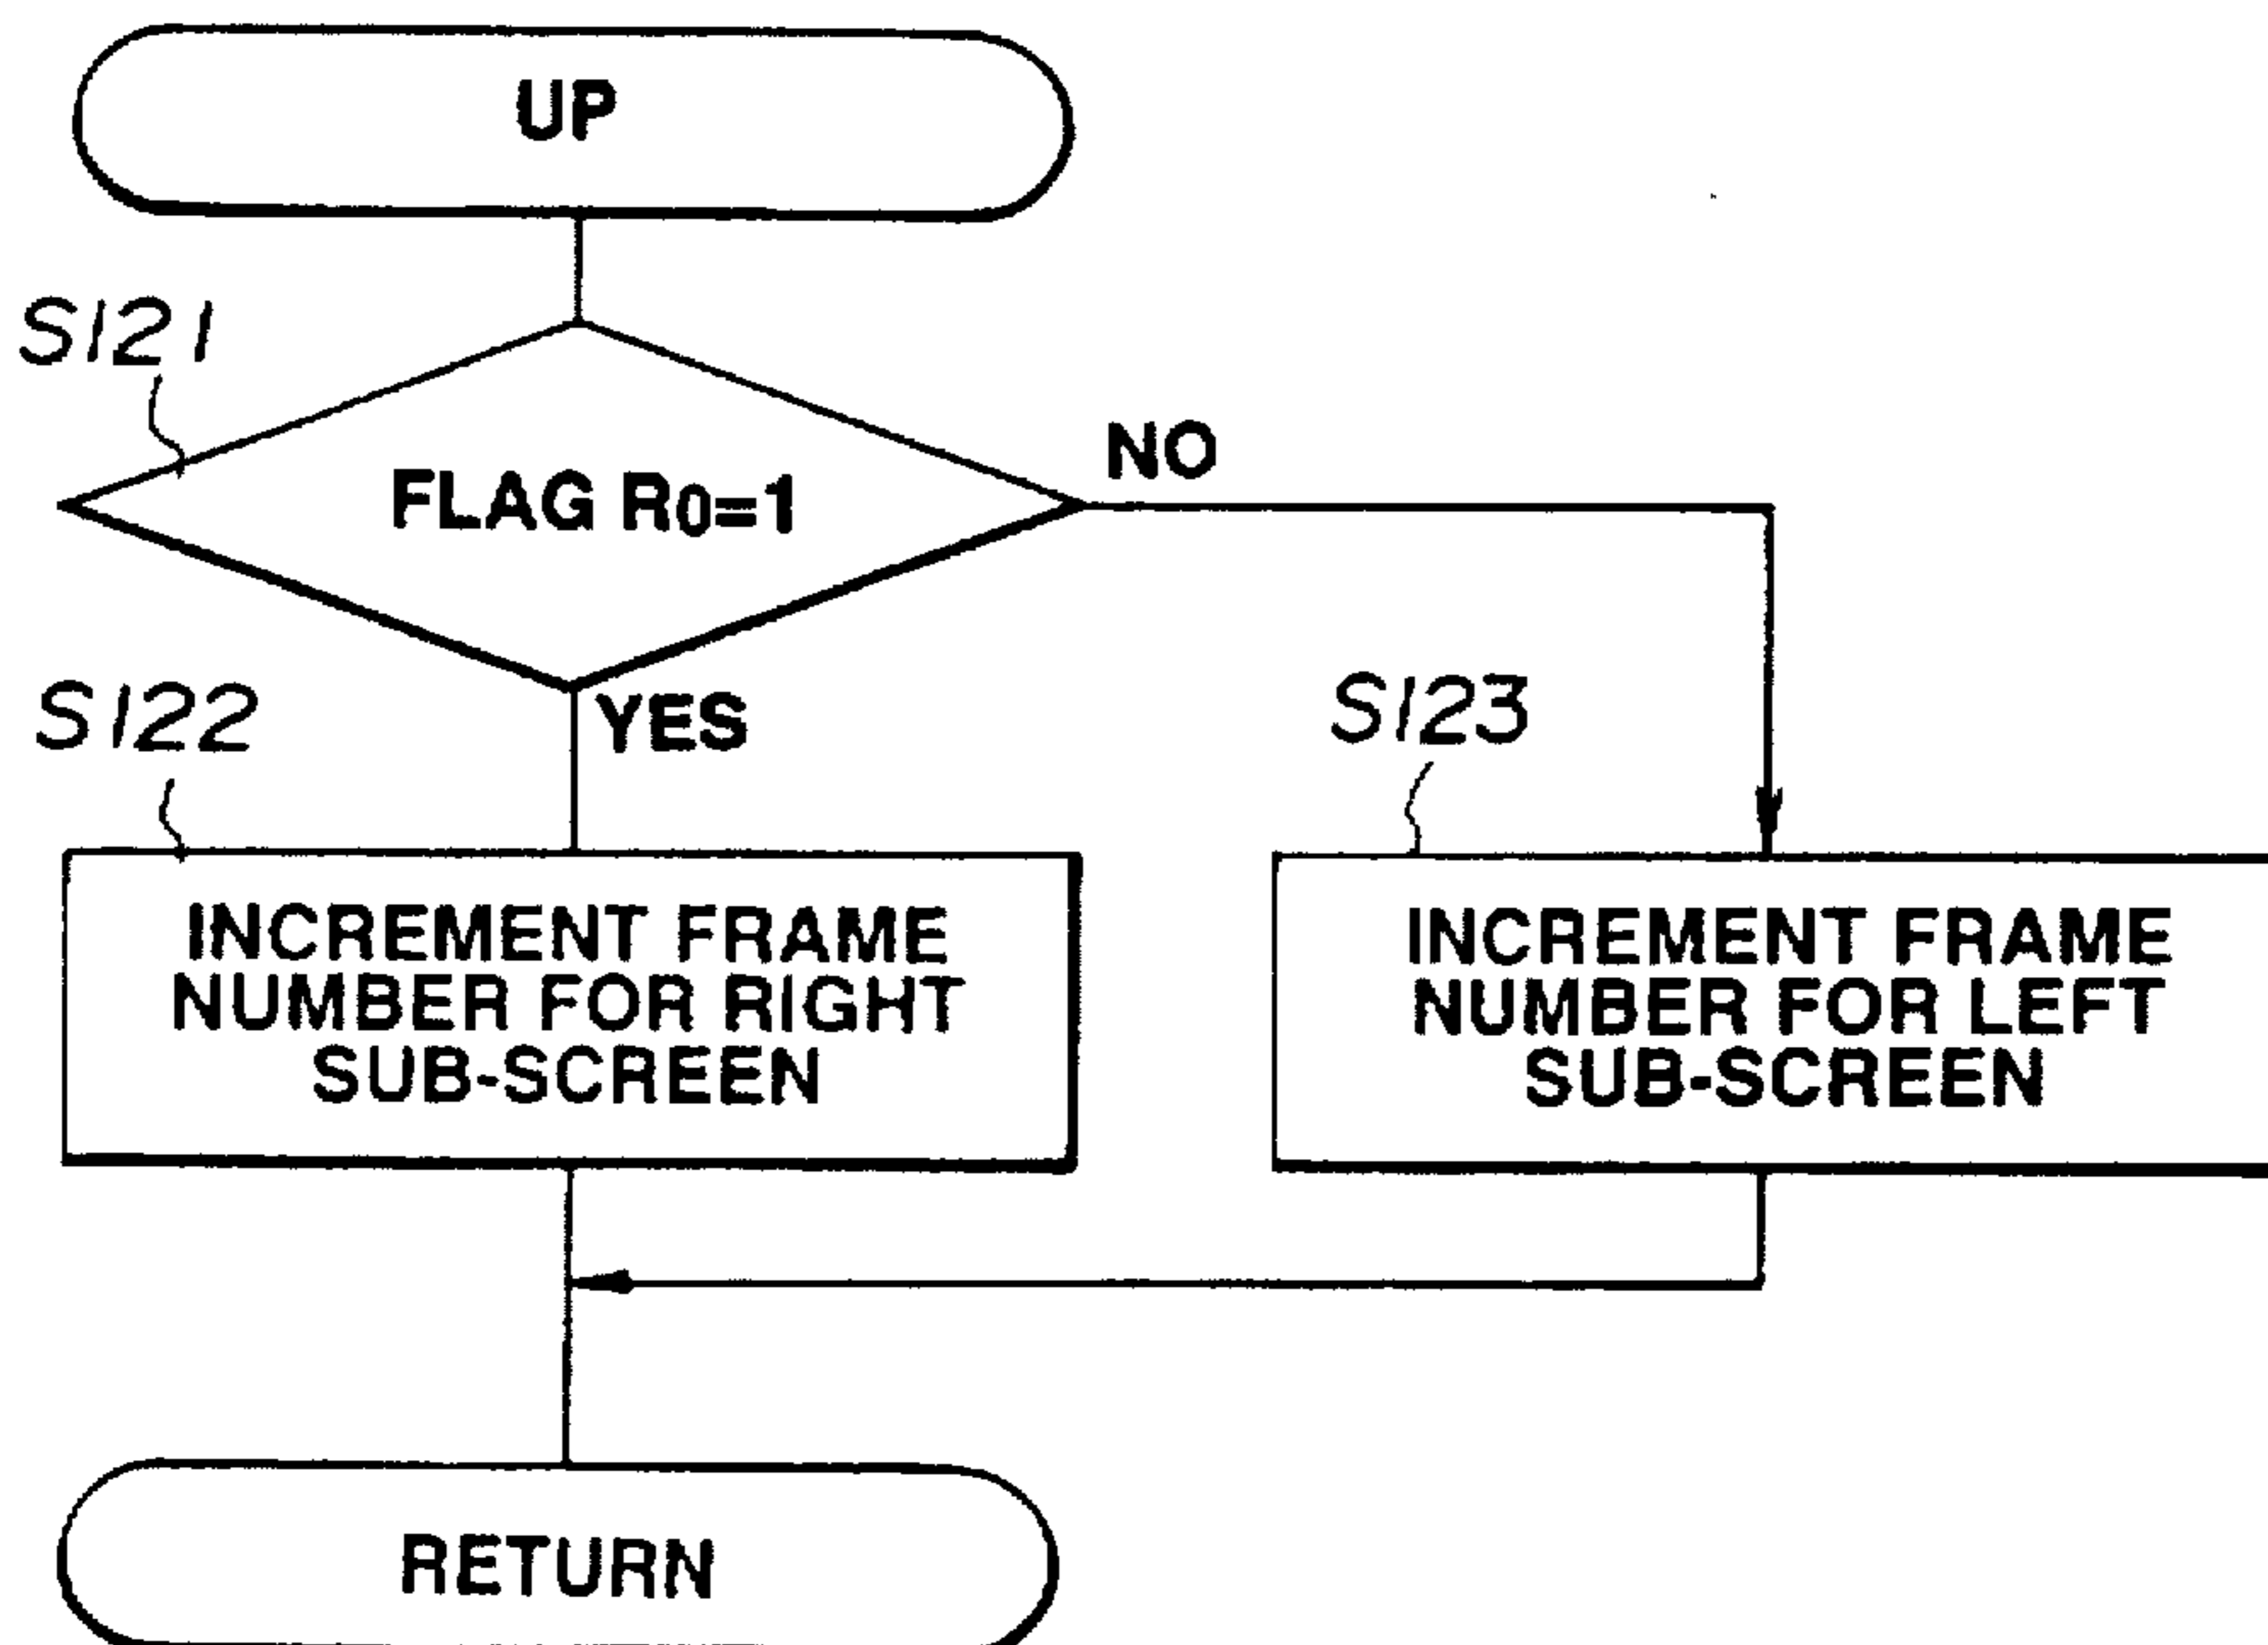 UP
S121
FLAG R0=1
NO
YES
S122
S123
INCREMENT FRAME
NUMBER FOR RIGHT
SUB-SCREEN
INCREMENT FRAME
NUMBER FOR LEFT
SUB-SCREEN
RETURN